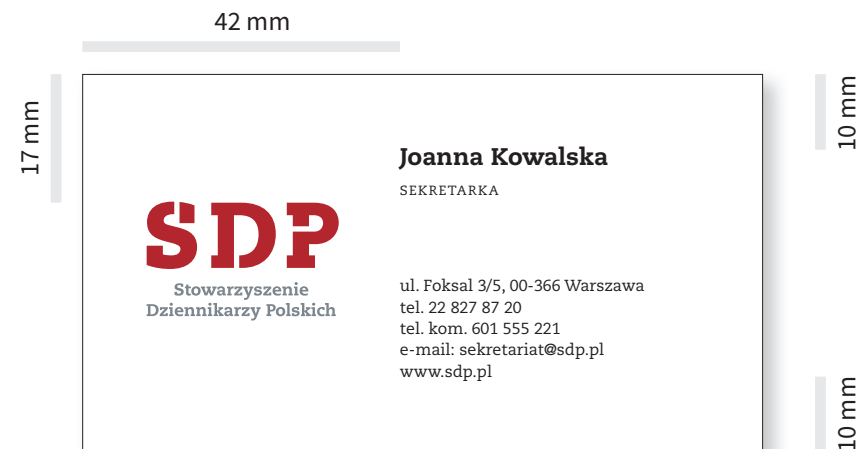 42 mm
17 mm
10 mm
Joanna Kowalska
SEKRETARKA
SDP
Stowarzyszenie
Dziennikarzy Polskich
ul. Foksal 3/5, 00-366 Warszawa
tel. 22 827 87 20
tel. kom. 601 555 221
e-mail: sekretariat@sdp.pl
www.sdp.pl
10 mm